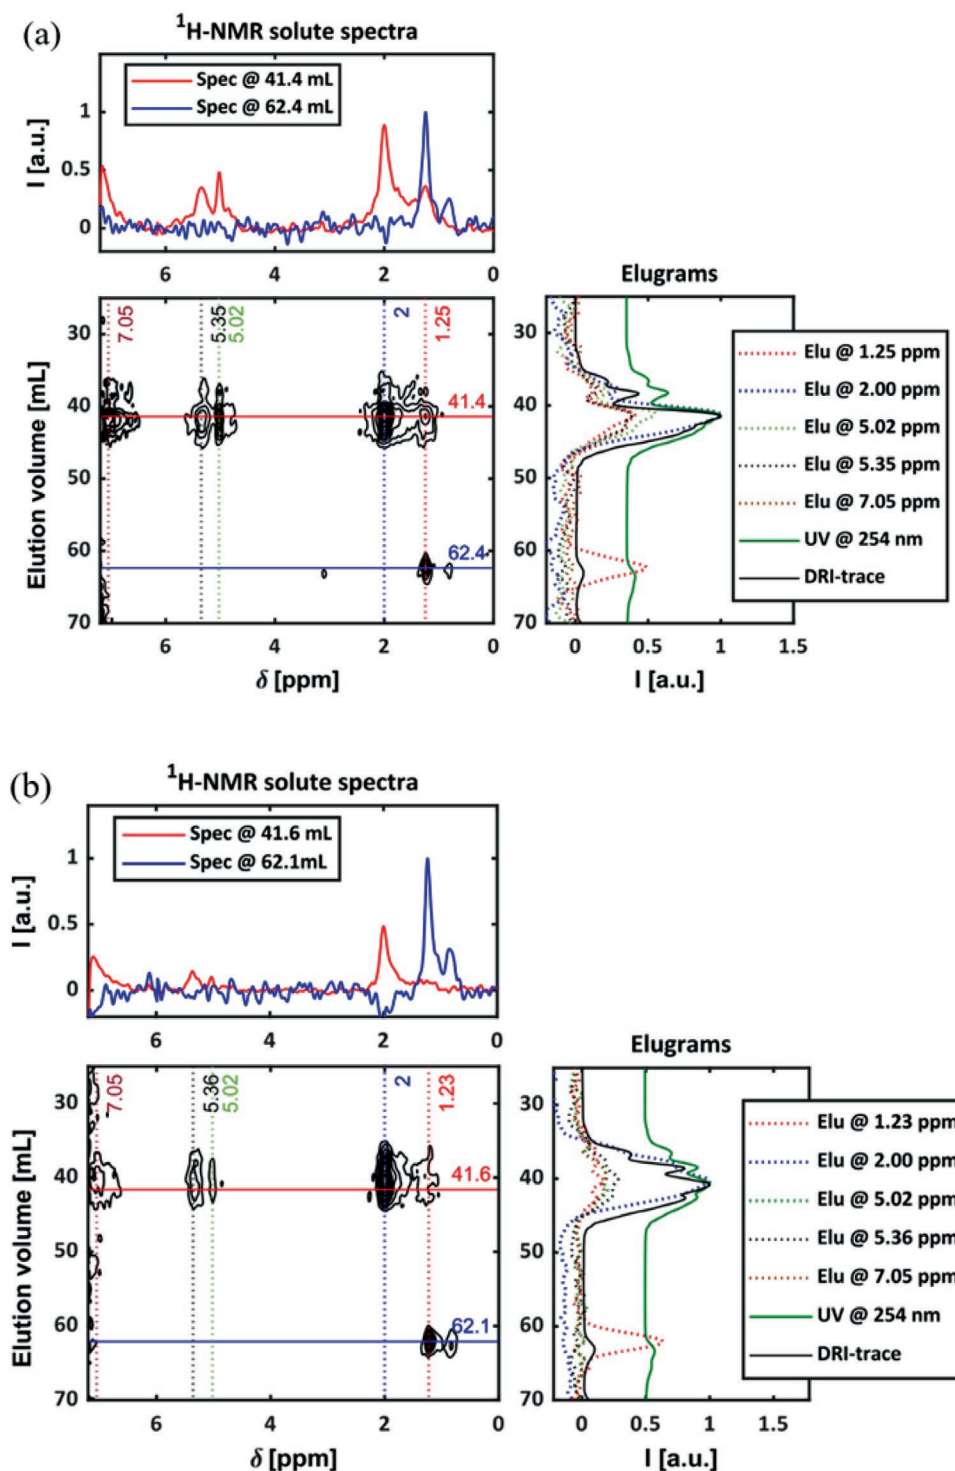 (a)
¹H-NMR solute spectra
Spec @ 41.4 mL
Spec @ 62.4 mL
I [a.u.]
1
0.5
0
6
4
2
0
Elution volume [mL]
30
40
50
60
70
7.05
5.35
5.02
2
1.25
41.4
62.4
6
4
2
0
δ [ppm]
Elugrams
30
40
50
60
70
0
0.5
1
1.5
I [a.u.]
Elu @ 1.25 ppm
Elu @ 2.00 ppm
Elu @ 5.02 ppm
Elu @ 5.35 ppm
Elu @ 7.05 ppm
UV @ 254 nm
DRI-trace
(b)
¹H-NMR solute spectra
Spec @ 41.6 mL
Spec @ 62.1mL
I [a.u.]
1
0.5
0
6
4
2
0
Elution volume [mL]
30
40
50
60
70
7.05
5.36
5.02
2
1.23
41.6
62.1
6
4
2
0
δ [ppm]
Elugrams
30
40
50
60
70
0
0.5
1
1.5
I [a.u.]
Elu @ 1.23 ppm
Elu @ 2.00 ppm
Elu @ 5.02 ppm
Elu @ 5.36 ppm
Elu @ 7.05 ppm
UV @ 254 nm
DRI-trace